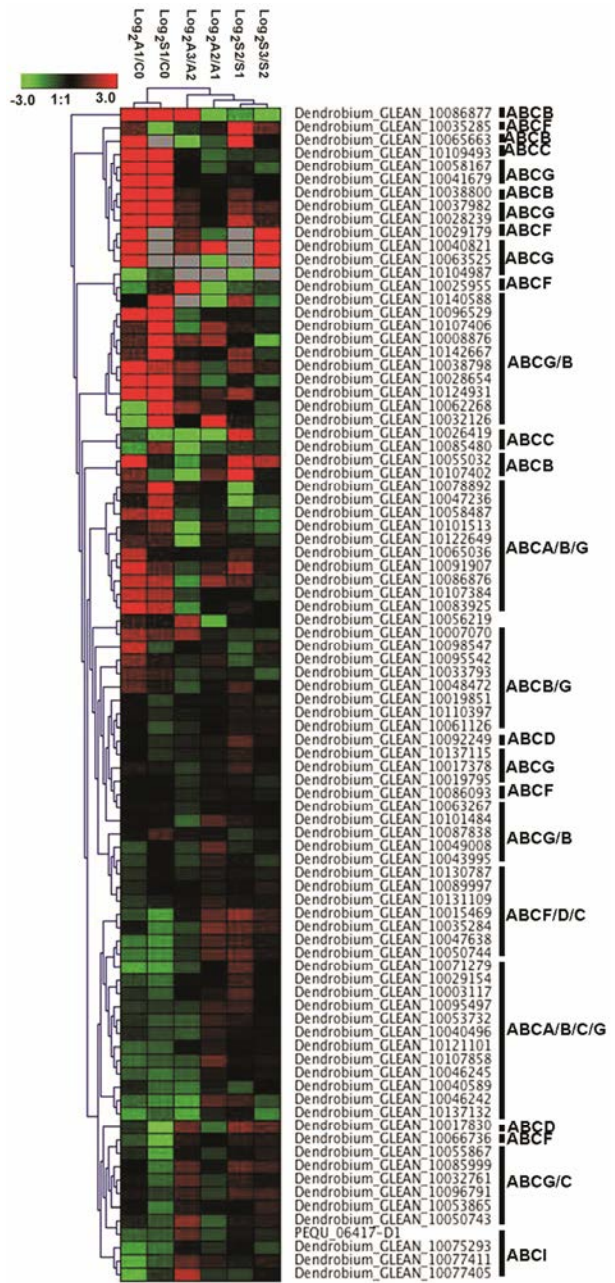 Log2A1/C0
Log2S1/C0
Log2A3/A2
Log2A2/A1
Log2S2/S1
Log2S3/S2
-3.0 1:1 3.0
Dendrobium_GLEAN_10086877 ABCB
Dendrobium_GLEAN_10035285 ABCF
Dendrobium_GLEAN_10065663
Dendrobium_GLEAN_10109493 ABCC
Dendrobium_GLEAN_10058167
Dendrobium_GLEAN_10041679 ABCG
Dendrobium_GLEAN_10038800 ABCB
Dendrobium_GLEAN_10037982 ABCG
Dendrobium_GLEAN_10028239
Dendrobium_GLEAN_10029179 ABCF
Dendrobium_GLEAN_10040821
Dendrobium_GLEAN_10063525 ABCG
Dendrobium_GLEAN_10104987
Dendrobium_GLEAN_10025955 ABCF
Dendrobium_GLEAN_10140588
Dendrobium_GLEAN_10096529
Dendrobium_GLEAN_10107406
Dendrobium_GLEAN_10008876
Dendrobium_GLEAN_10142667 ABCG/B
Dendrobium_GLEAN_10038798
Dendrobium_GLEAN_10028654
Dendrobium_GLEAN_10124931
Dendrobium_GLEAN_10062268
Dendrobium_GLEAN_10032126
Dendrobium_GLEAN_10026419 ABCC
Dendrobium_GLEAN_10085480
Dendrobium_GLEAN_10055032 ABCB
Dendrobium_GLEAN_10107402
Dendrobium_GLEAN_10078892
Dendrobium_GLEAN_10047236
Dendrobium_GLEAN_10058487
Dendrobium_GLEAN_10101513
Dendrobium_GLEAN_10122649 ABCA/B/G
Dendrobium_GLEAN_10065036
Dendrobium_GLEAN_10091907
Dendrobium_GLEAN_10086876
Dendrobium_GLEAN_10107384
Dendrobium_GLEAN_10083925
Dendrobium_GLEAN_10056219
Dendrobium_GLEAN_10007070
Dendrobium_GLEAN_10098547
Dendrobium_GLEAN_10095542
Dendrobium_GLEAN_10033793
Dendrobium_GLEAN_10048472 ABCB/G
Dendrobium_GLEAN_10019851
Dendrobium_GLEAN_10110397
Dendrobium_GLEAN_10061126
Dendrobium_GLEAN_10092249 ABCD
Dendrobium_GLEAN_10137115
Dendrobium_GLEAN_10017378 ABCG
Dendrobium_GLEAN_10019795
Dendrobium_GLEAN_10086093 ABCF
Dendrobium_GLEAN_10063267
Dendrobium_GLEAN_10101484
Dendrobium_GLEAN_10087838 ABCG/B
Dendrobium_GLEAN_10049008
Dendrobium_GLEAN_10043995
Dendrobium_GLEAN_10130787
Dendrobium_GLEAN_10089997
Dendrobium_GLEAN_10131109
Dendrobium_GLEAN_10015469 ABCF/D/C
Dendrobium_GLEAN_10035284
Dendrobium_GLEAN_10047638
Dendrobium_GLEAN_10050744
Dendrobium_GLEAN_10071279
Dendrobium_GLEAN_10029154
Dendrobium_GLEAN_10003117
Dendrobium_GLEAN_10095497
Dendrobium_GLEAN_10053732
Dendrobium_GLEAN_10040496 ABCA/B/C/G
Dendrobium_GLEAN_10121101
Dendrobium_GLEAN_10107858
Dendrobium_GLEAN_10046245
Dendrobium_GLEAN_10040589
Dendrobium_GLEAN_10046242
Dendrobium_GLEAN_10137132
Dendrobium_GLEAN_10017830 ABCD
Dendrobium_GLEAN_10066736 ABCF
Dendrobium_GLEAN_10055867
Dendrobium_GLEAN_10085999
Dendrobium_GLEAN_10032761 ABCG/C
Dendrobium_GLEAN_10096791
Dendrobium_GLEAN_10053865
Dendrobium_GLEAN_10050743
PEQU_06417-D1
Dendrobium_GLEAN_10075293 ABCI
Dendrobium_GLEAN_10077411
Dendrobium_GLEAN_10077405